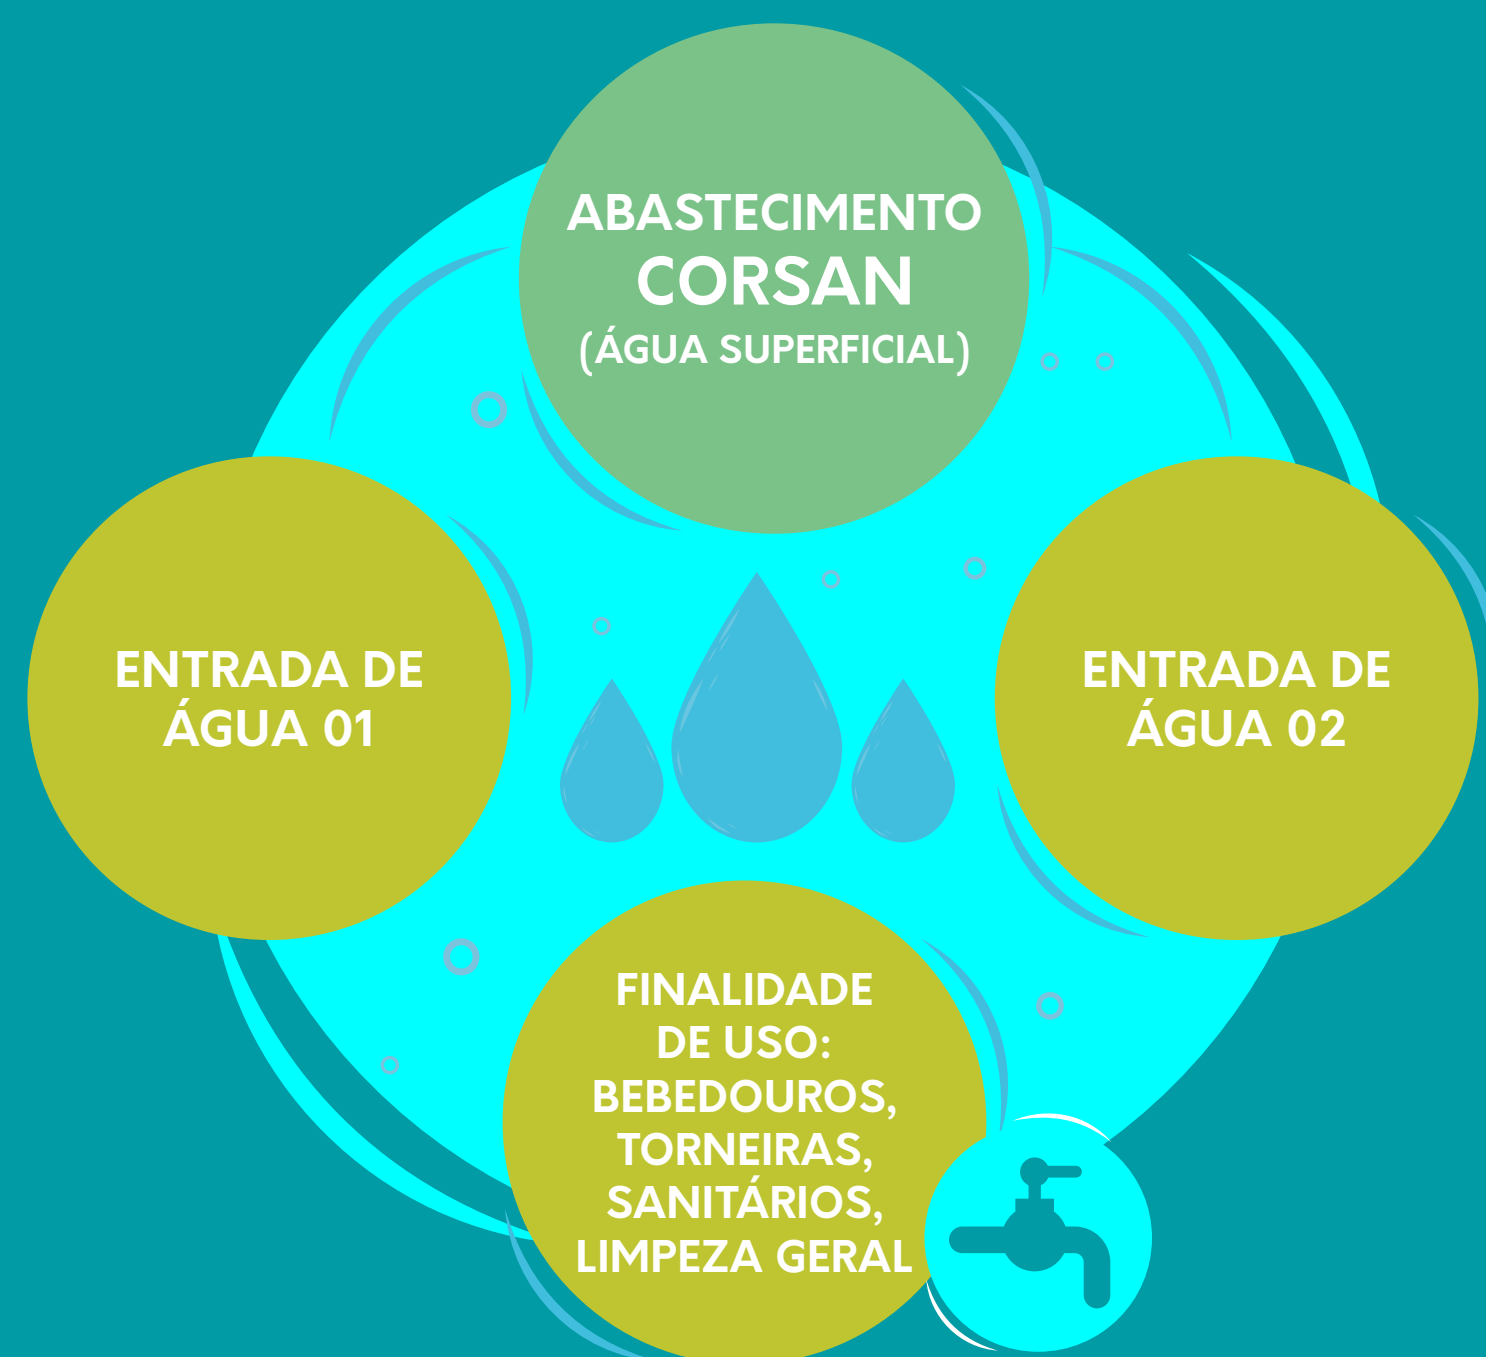 ABASTECIMENTO
CORSAN
(ÁGUA SUPERFICIAL)
ENTRADA DE
ÁGUA 01
ENTRADA DE
ÁGUA 02
FINALIDADE
DE USO:
BEBEDOUROS,
TORNEIRAS,
SANITÁRIOS,
LIMPEZA GERAL